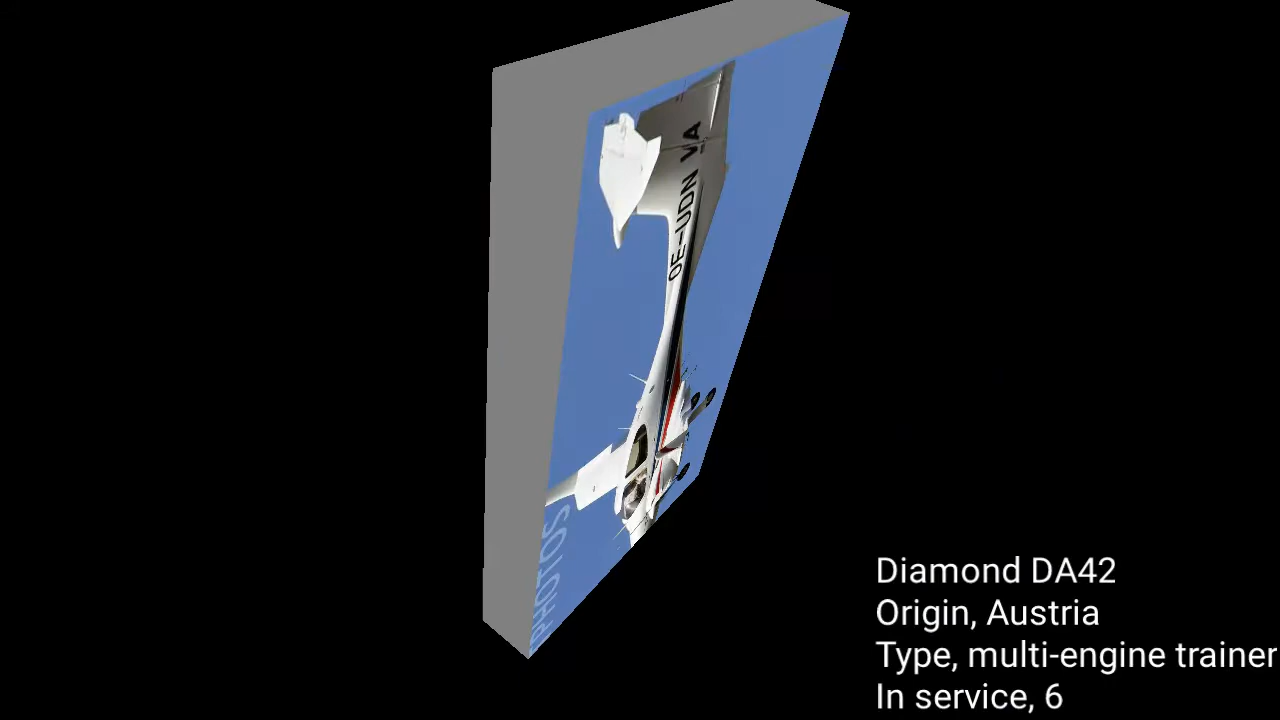 OE-UDN VA
PHOTOS
Diamond DA42
Origin, Austria
Type, multi-engine trainer
In service, 6